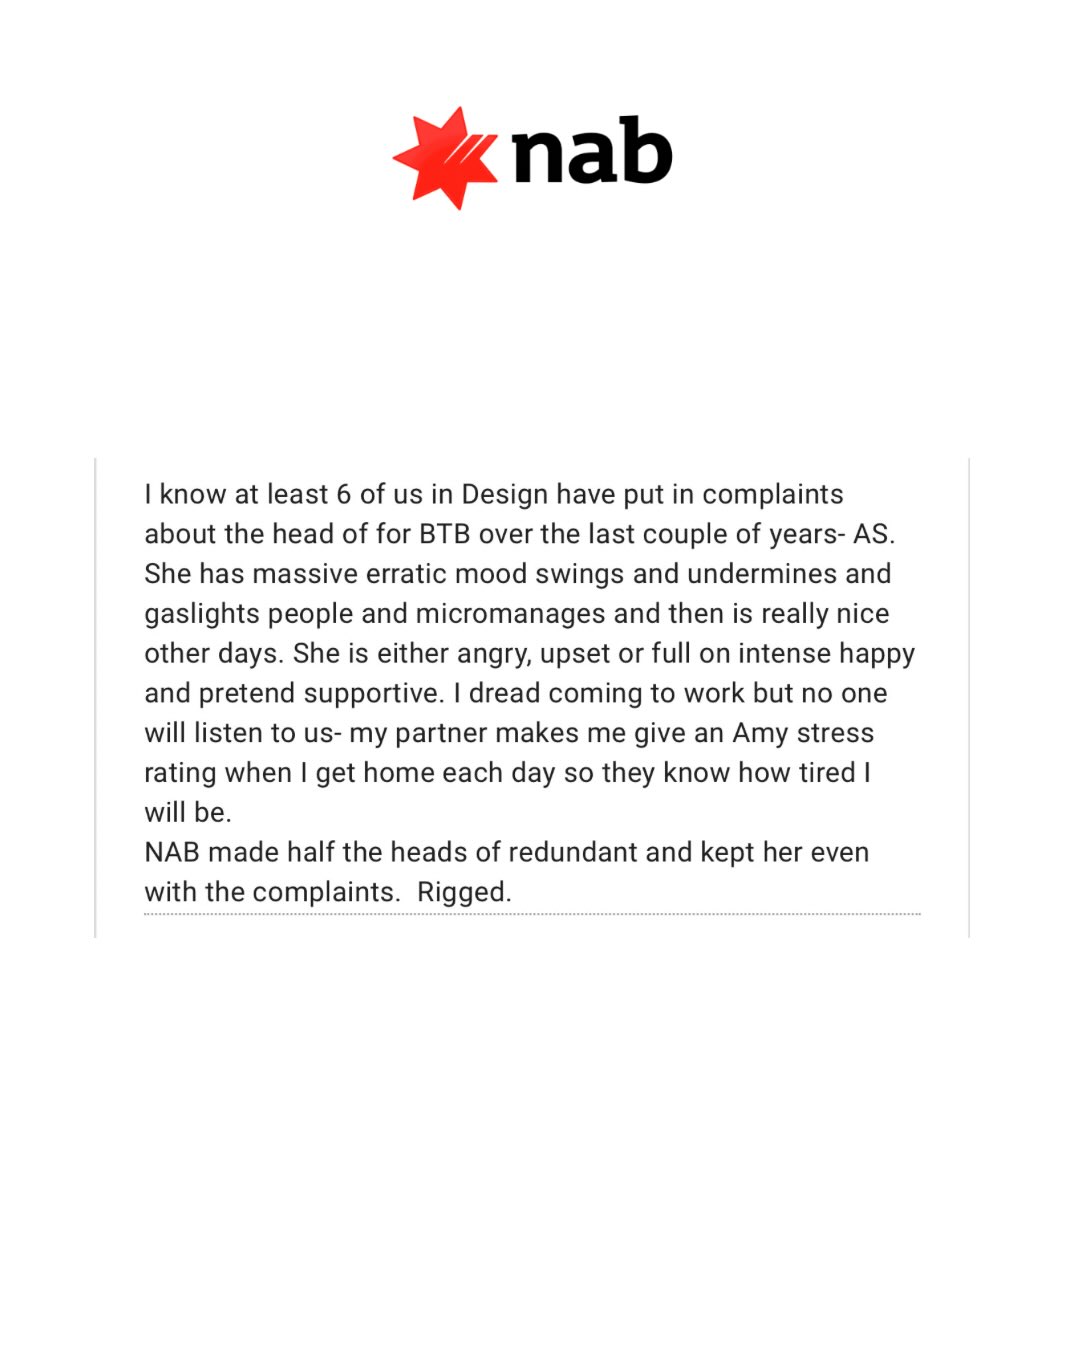 nab
I know at least 6 of us in Design have put in complaints
about the head of for BTB over the last couple of years- AS.
She has massive erratic mood swings and undermines and
gaslights people and micromanages and then is really nice
other days. She is either angry, upset or full on intense happy
and pretend supportive. I dread coming to work but no one
will listen to us- my partner makes me give an Amy stress
rating when I get home each day so they know how tired I
will be.
NAB made half the heads of redundant and kept her even
with the complaints.  Rigged.